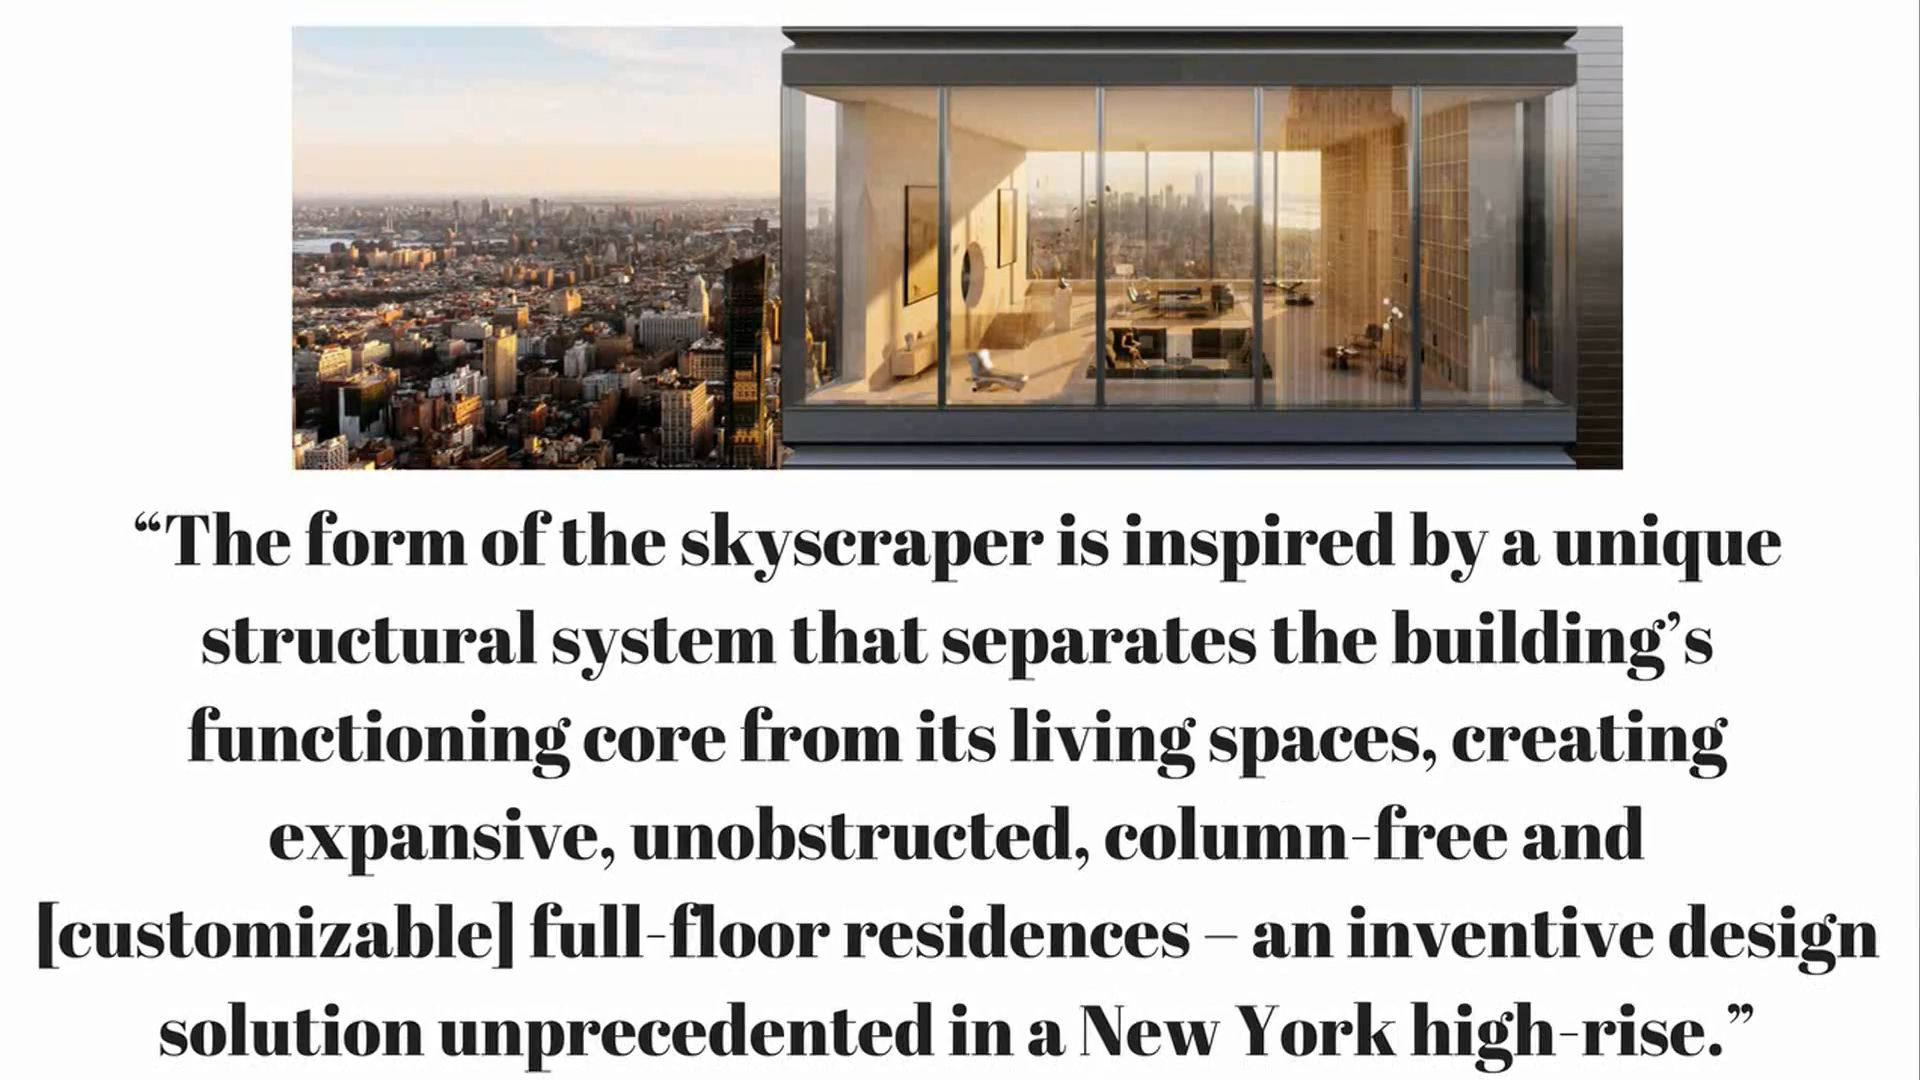 “The form of the skyscraper is inspired by a unique
structural system that separates the building’s
functioning core from its living spaces, creating
expansive, unobstructed, column-free and
[customizable] full-floor residences – an inventive design
solution unprecedented in a New York high-rise.”